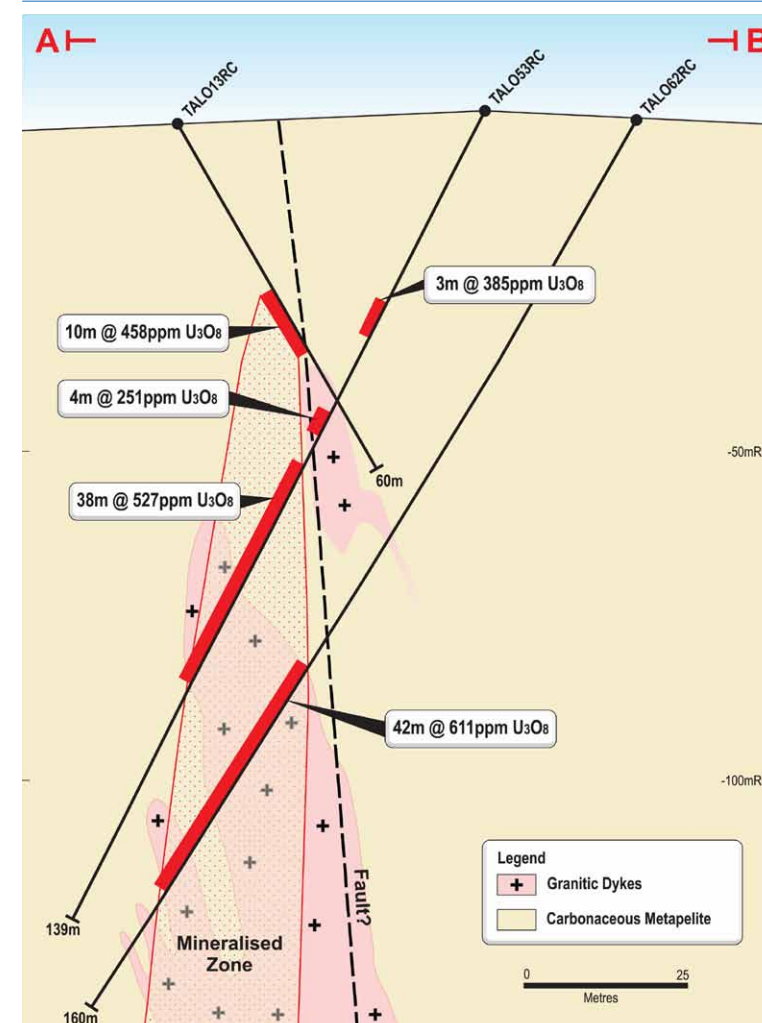 A
B
TALO13RC
TALO53RC
TALO62RC
3m @ 385ppm U₃O₈
10m @ 458ppm U₃O₈
4m @ 251ppm U₃O₈
-50mR
60m
38m @ 527ppm U₃O₈
42m @ 611ppm U₃O₈
-100mR
Legend
Granitic Dykes
Carbonaceous Metapelite
Fault?
139m
Mineralised
Zone
0
25
Metres
160m